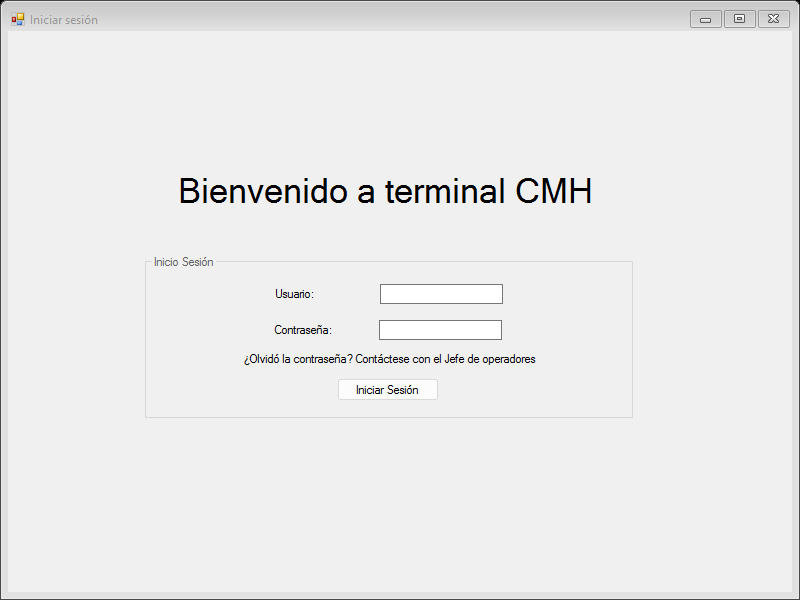 Iniciar sesión
Bienvenido a terminal CMH
Inicio Sesión
Usuario:
Contraseña:
¿Olvidó la contraseña? Contáctese con el Jefe de operadores
Iniciar Sesión